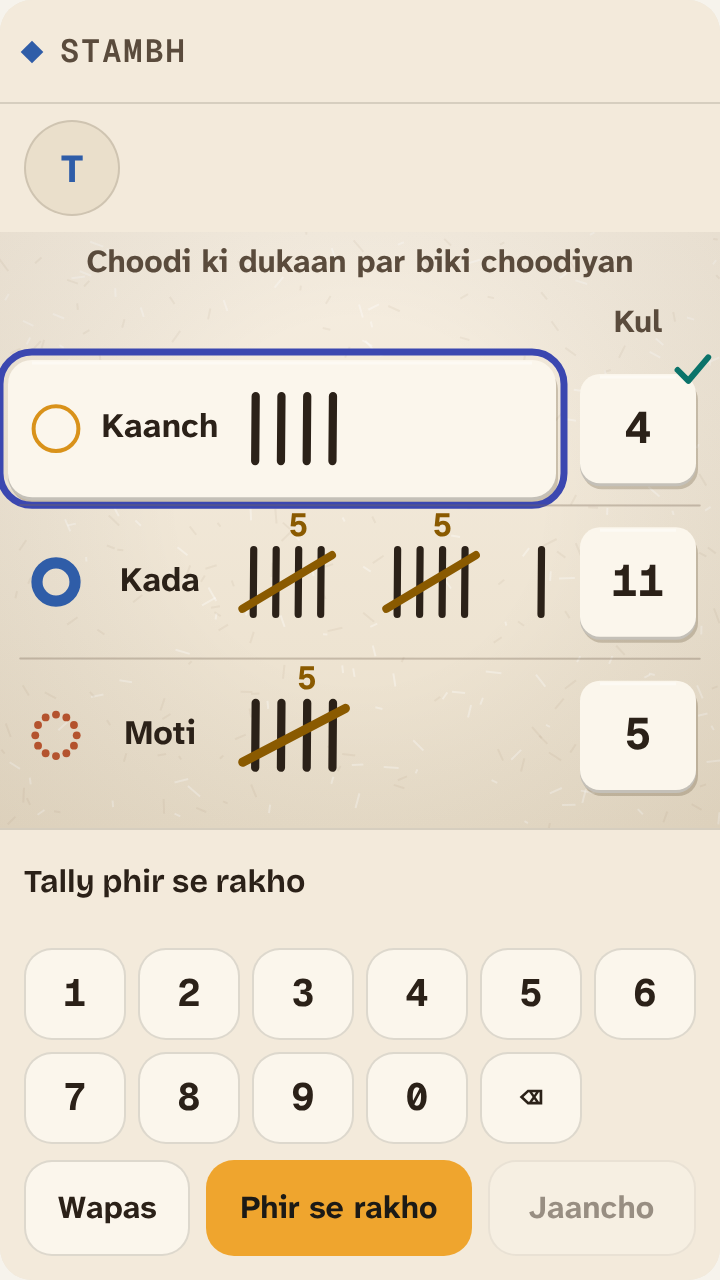 STAMBH
T
Choodi ki dukaan par biki choodiyan
Kul
Kaanch 4
5 5
Kada 11
5
Moti 5
Tally phir se rakho
1 2 3 4 5 6
7 8 9 0
Wapas Phir se rakho Jaancho